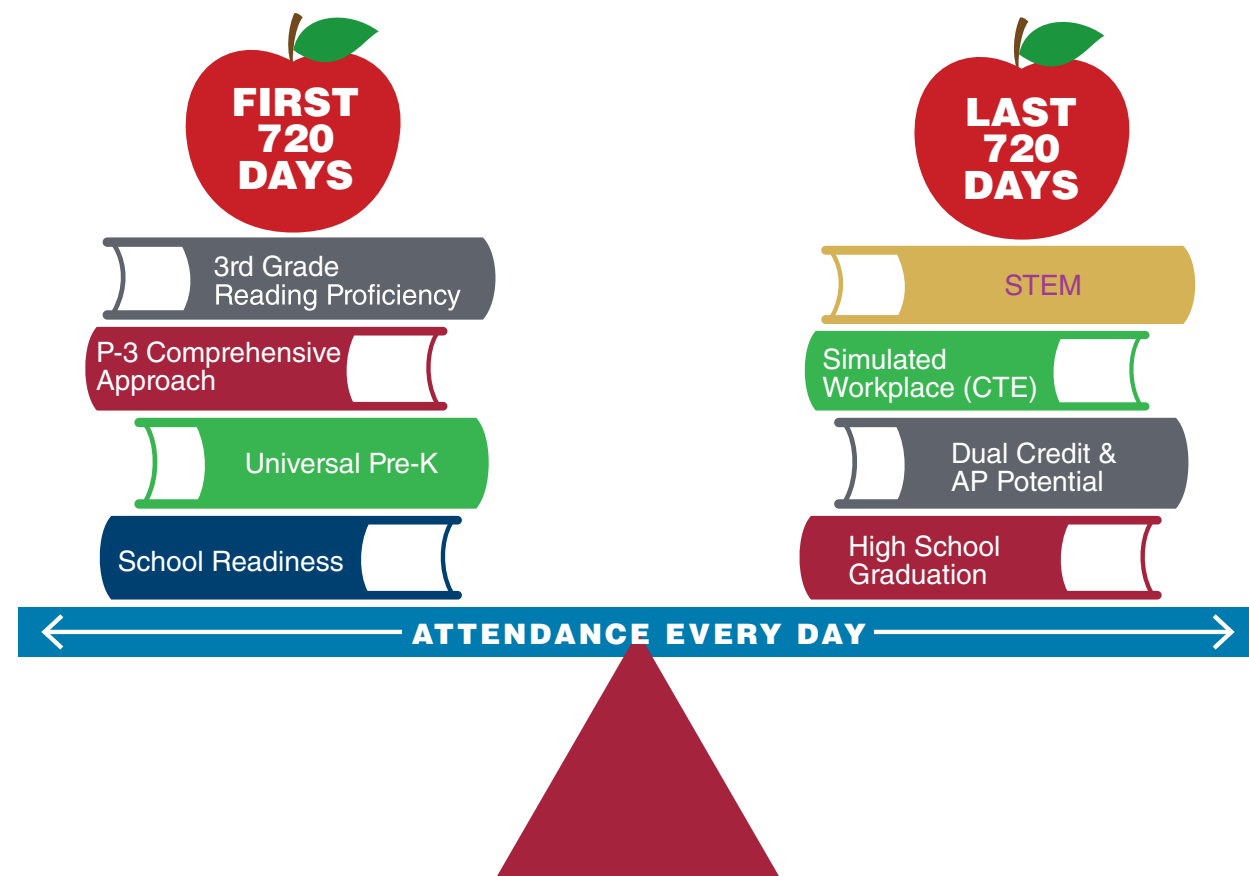 FIRST
720
DAYS
3rd Grade
Reading Proficiency
P-3 Comprehensive
Approach
Universal Pre-K
School Readiness
LAST
720
DAYS
STEM
Simulated
Workplace (CTE)
Dual Credit &
AP Potential
High School
Graduation
ATTENDANCE EVERY DAY